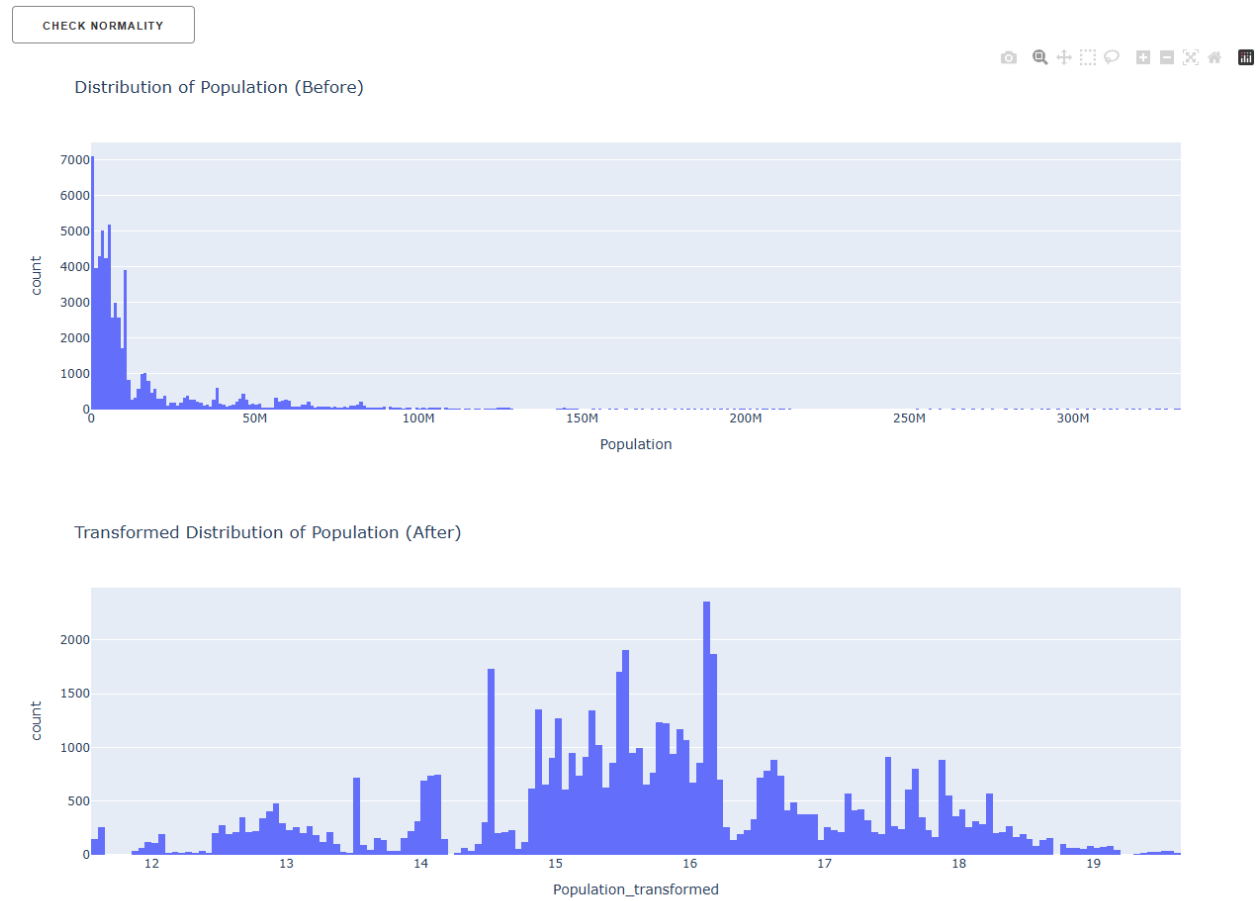 CHECK NORMALITY
Distribution of Population (Before)
7000
6000
5000
4000
3000
2000
1000
0
count
0 50M 100M 150M 200M 250M 300M
Population
Transformed Distribution of Population (After)
2000
1500
1000
500
0
count
12 13 14 15 16 17 18 19
Population_transformed